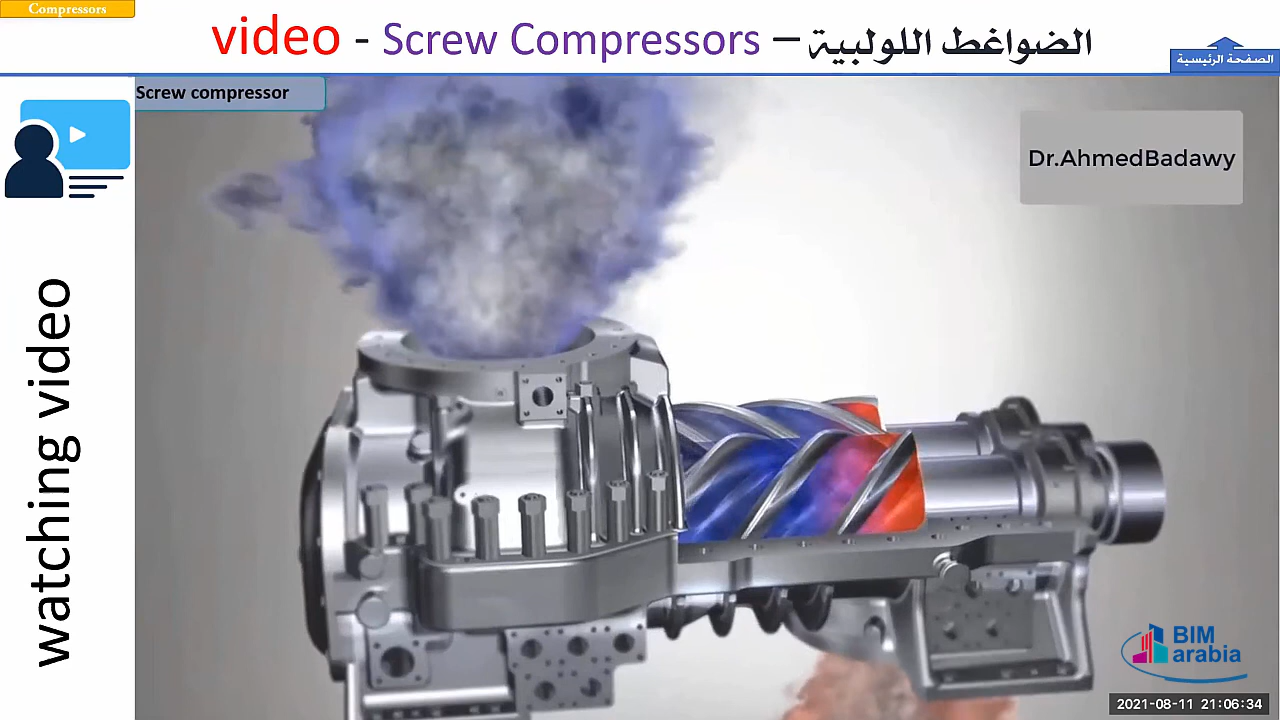 Compressors
video - Screw Compressors – الضواغط اللولبية
الصفحة الرئيسية
Screw compressor
Dr.AhmedBadawy
watching video
BIM
arabia
2021-08-11 21:06:34